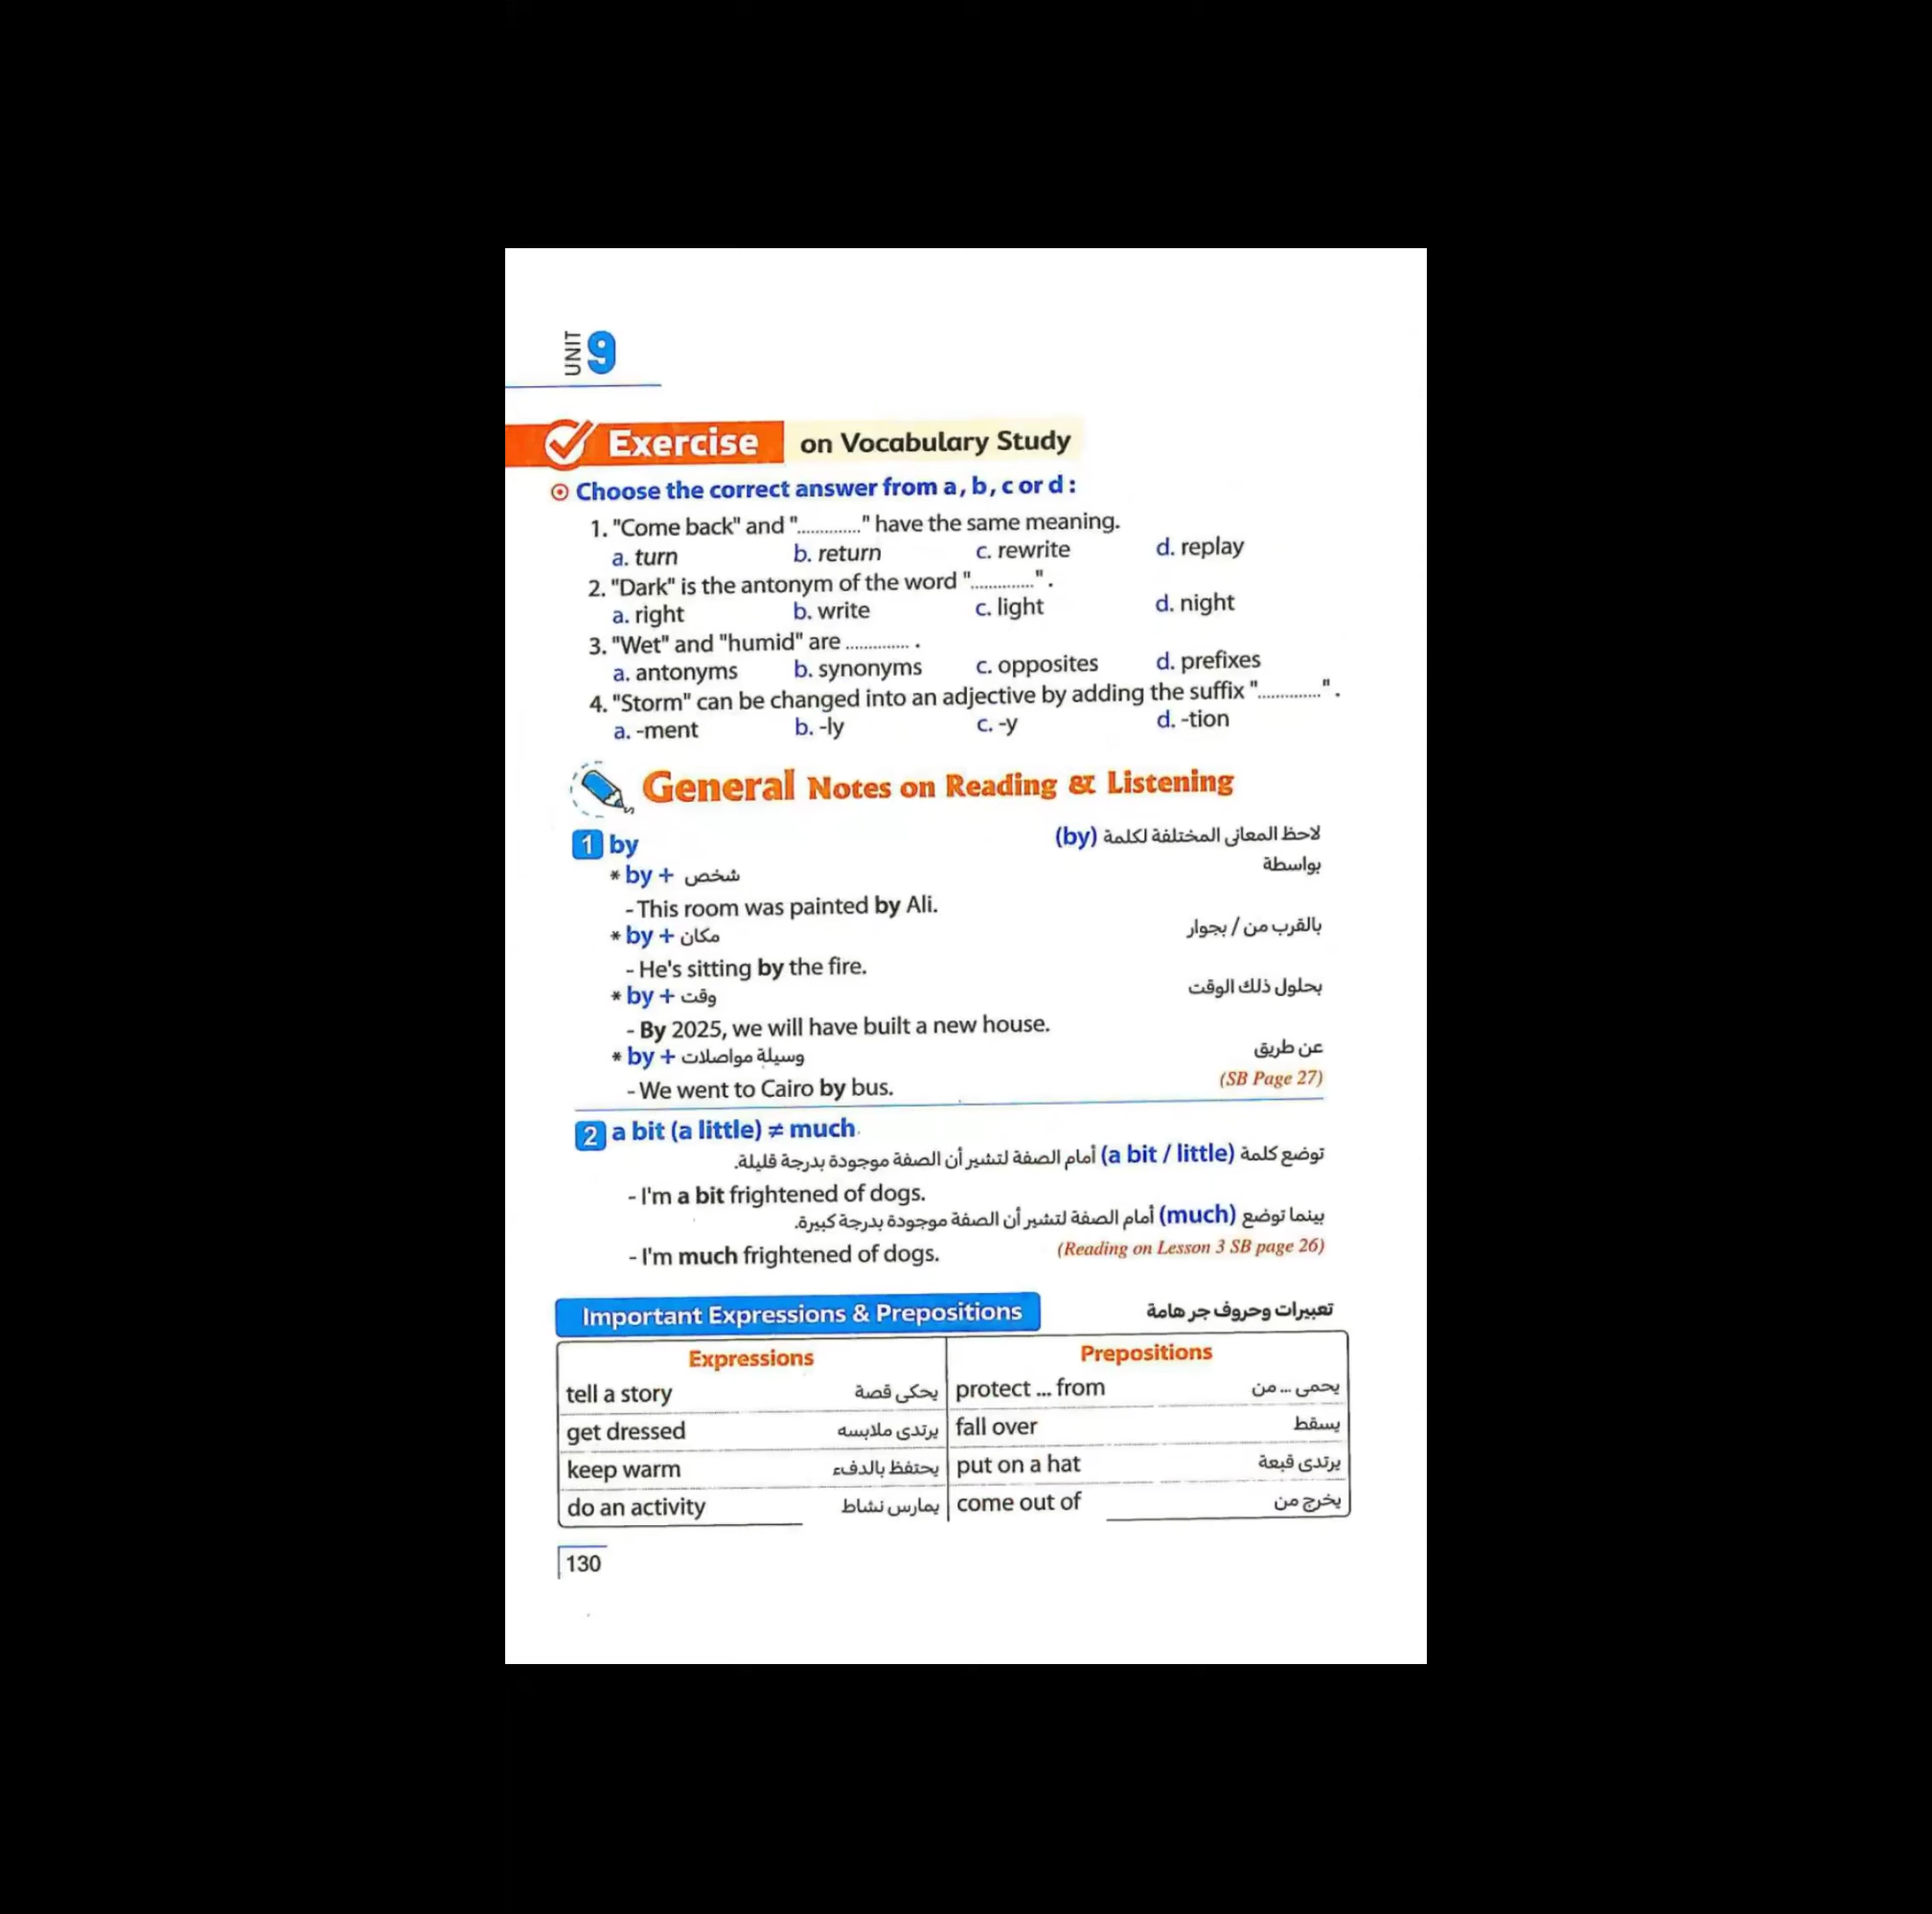 UNIT 9
Exercise on Vocabulary Study
Choose the correct answer from a, b, c or d :
1. "Come back" and ".............." have the same meaning.
a. turn b. return c. rewrite d. replay
2. "Dark" is the antonym of the word ".............." .
a. right b. write c. light d. night
3. "Wet" and "humid" are .............. .
a. antonyms b. synonyms c. opposites d. prefixes
4. "Storm" can be changed into an adjective by adding the suffix ".............." .
a. -ment b. -ly c. -y d. -tion
General Notes on Reading & Listening
1 by لاحظ المعانى المختلفة لكلمة (by)
* by + شخص بواسطة
- This room was painted by Ali.
* by + مكان بالقرب من / بجوار
- He's sitting by the fire.
* by + وقت بحلول ذلك الوقت
- By 2025, we will have built a new house.
* by + وسيلة مواصلات عن طريق
- We went to Cairo by bus. (SB Page 27)
2 a bit (a little) ≠ much
توضع كلمة (a bit / little) أمام الصفة لتشير أن الصفة موجودة بدرجة قليلة.
- I'm a bit frightened of dogs.
بينما توضع (much) أمام الصفة لتشير أن الصفة موجودة بدرجة كبيرة.
- I'm much frightened of dogs. (Reading on Lesson 3 SB page 26)
Important Expressions & Prepositions تعبيرات وحروف جر هامة
Expressions Prepositions
tell a story يحكى قصة protect ... from يحمى ... من
get dressed يرتدى ملابسه fall over يسقط
keep warm يحتفظ بالدفء put on a hat يرتدى قبعة
do an activity يمارس نشاط come out of يخرج من
130